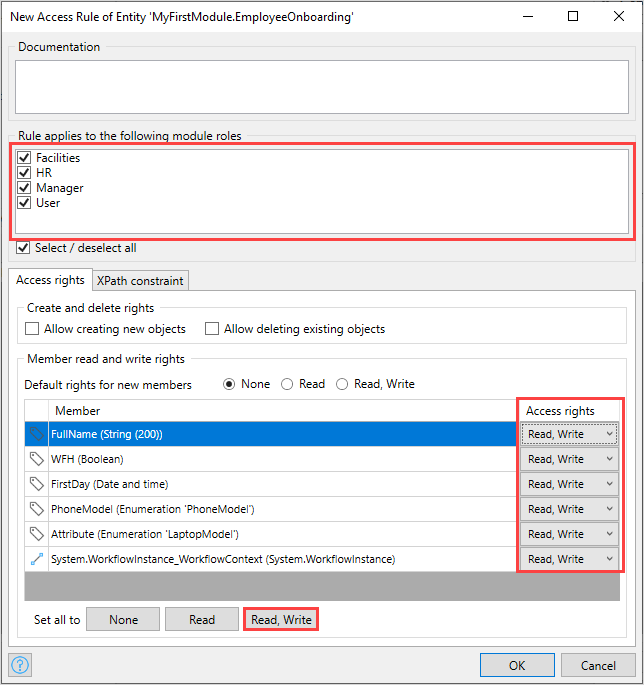 New Access Rule of Entity 'MyFirstModule.EmployeeOnboarding'
Documentation
Rule applies to the following module roles
Facilities
HR
Manager
User
Select / deselect all
Access rights XPath constraint
Create and delete rights
Allow creating new objects Allow deleting existing objects
Member read and write rights
Default rights for new members None Read Read, Write
Member Access rights
FullName (String (200)) Read, Write
WFH (Boolean) Read, Write
FirstDay (Date and time) Read, Write
PhoneModel (Enumeration 'PhoneModel') Read, Write
Attribute (Enumeration 'LaptopModel') Read, Write
System.WorkflowInstance_WorkflowContext (System.WorkflowInstance) Read, Write
Set all to None Read Read, Write
? OK Cancel